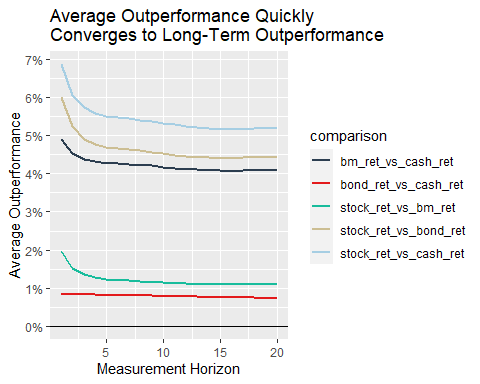 Average Outperformance Quickly
Converges to Long-Term Outperformance
7%
6%
5%
4%
3%
2%
1%
0%
Average Outperformance
5
10
15
20
Measurement Horizon
comparison
bm_ret_vs_cash_ret
bond_ret_vs_cash_ret
stock_ret_vs_bm_ret
stock_ret_vs_bond_ret
stock_ret_vs_cash_ret